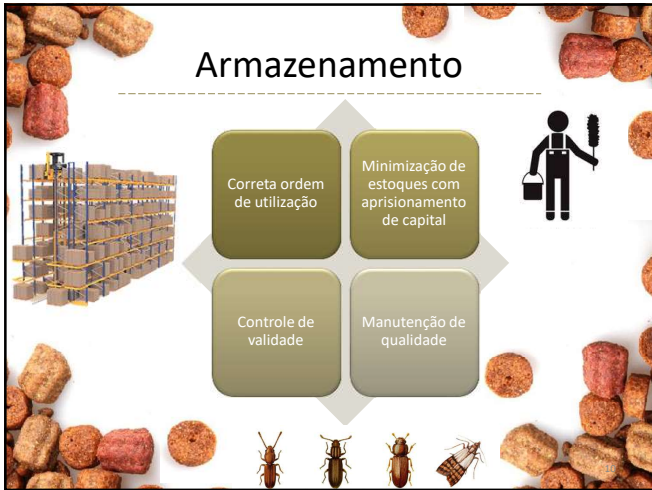 Armazenamento
Correta ordem
de utilização
Minimização de
estoques com
aprisionamento
de capital
Controle de
validade
Manutenção de
qualidade